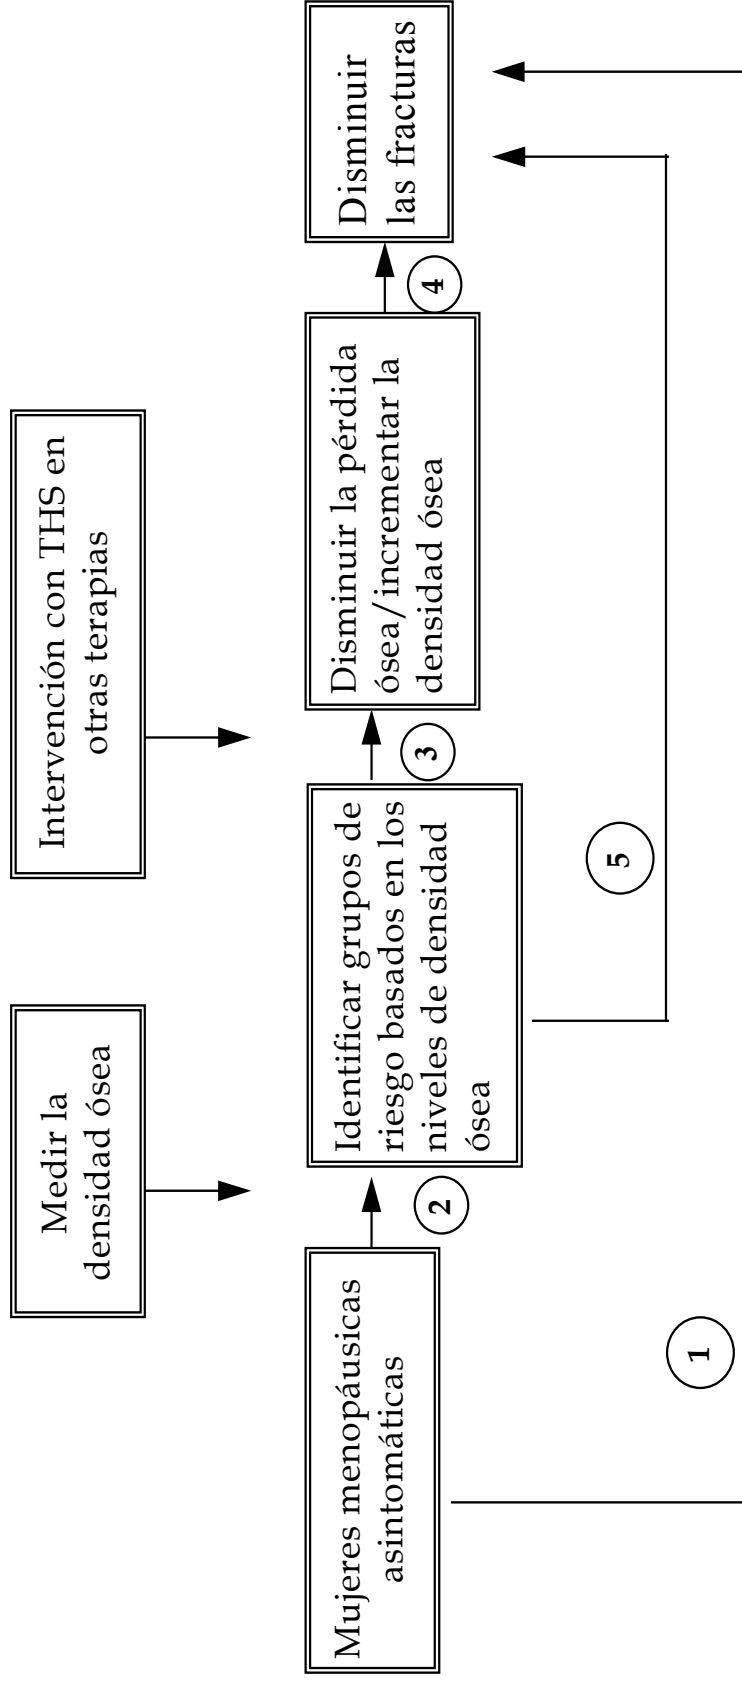 Medir la
densidad ósea
Intervención con THS en
otras terapias
Mujeres menopáusicas
asintomáticas
2
Identificar grupos de
riesgo basados en los
niveles de densidad
ósea
3
Disminuir la pérdida
ósea/incrementar la
densidad ósea
4
Disminuir
las fracturas
5
1